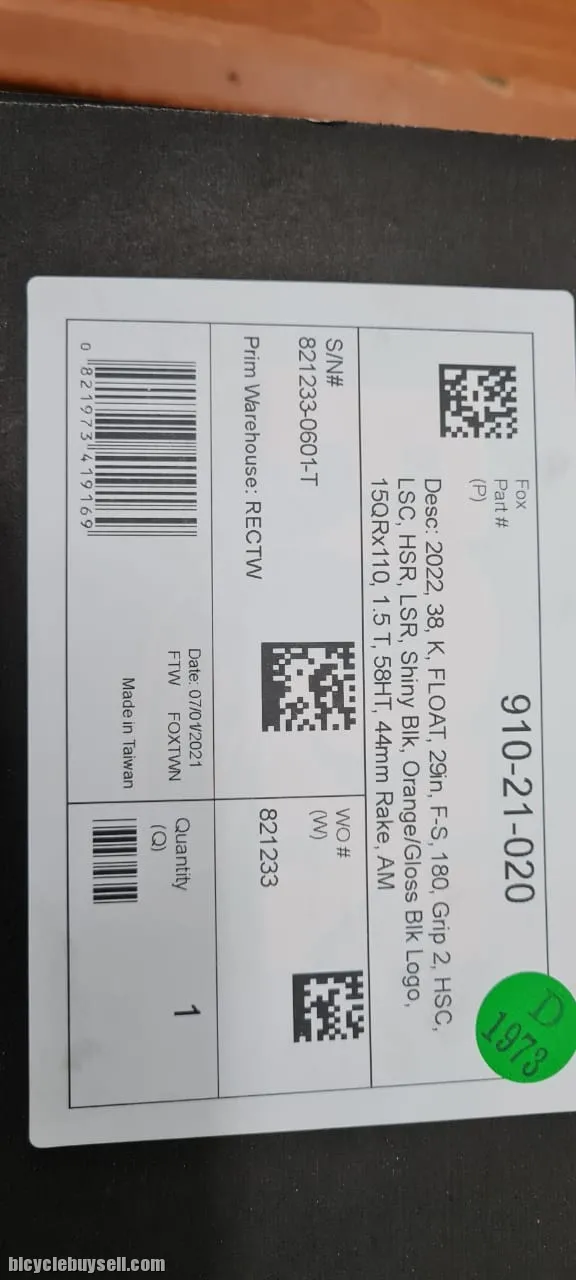 Fox
Part #
(P)
910-21-020
Desc: 2022, 38, K, FLOAT, 29in, F-S, 180, Grip 2, HSC,
LSC, HSR, LSR, Shiny Blk, Orange/Gloss Blk Logo,
15QRx110, 1.5 T, 58HT, 44mm Rake, AM
D
1973
S/N#
821233-0601-T
Prim Warehouse: RECTW
WO #
(W)
821233
0 821973 419169
Date: 07/01/2021
FTW FOXTWN
Made in Taiwan
Quantity
(Q)
1
bicyclebuysell.com